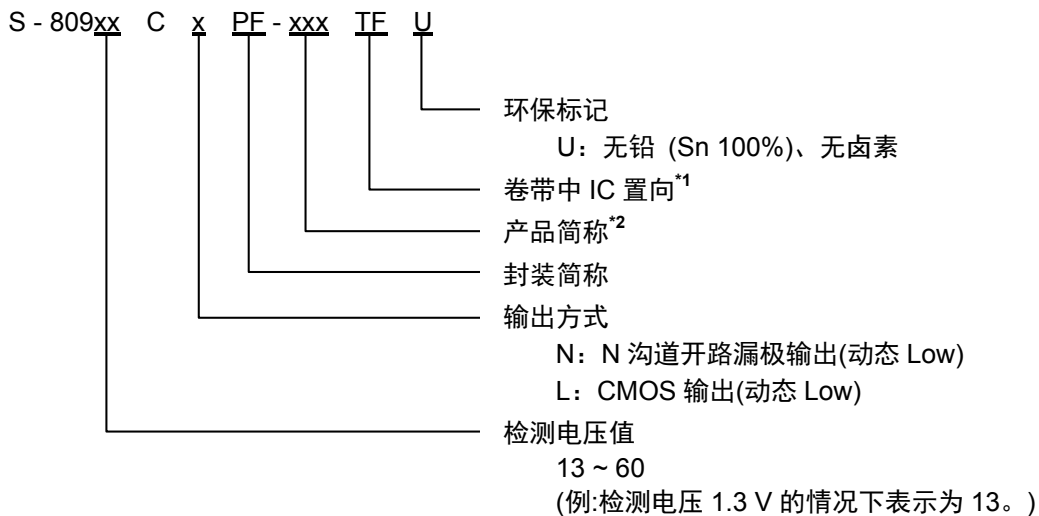 S - 809xx C x PF - xxx TF U
环保标记
U：无铅 (Sn 100%)、无卤素
卷带中 IC 置向*1
产品简称*2
封装简称
输出方式
N：N 沟道开路漏极输出(动态 Low)
L：CMOS 输出(动态 Low)
检测电压值
13 ~ 60
(例:检测电压 1.3 V 的情况下表示为 13。)